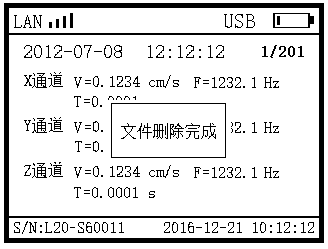 LAN USB
2012-07-08 12:12:12 1/201
X通道 V=0.1234 cm/s F=1232.1 Hz
T=0.0001
文件删除完成
Y通道 V=0. 32.1 Hz
T=0.
Z通道 V=0.1234 cm/s F=1232.1 Hz
T=0.0001 s
S/N:L20-S60011 2016-12-21 10:12:12